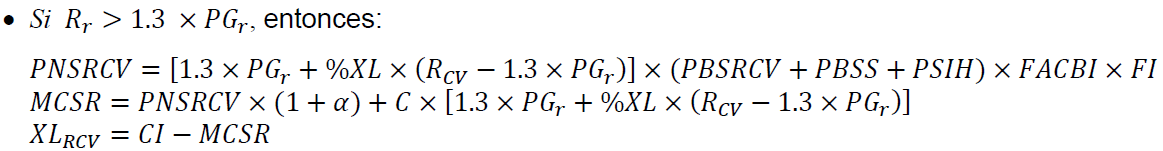 • Si R_r > 1.3 × PG_r, entonces:
PNSRCV = [1.3 × PG_r + %XL × (R_CV − 1.3 × PG_r)] × (PBSRCV + PBSS + PSIH) × FACBI × FI
MCSR = PNSRCV × (1 + α) + C × [1.3 × PG_r + %XL × (R_CV − 1.3 × PG_r)]
XL_RCV = CI − MCSR